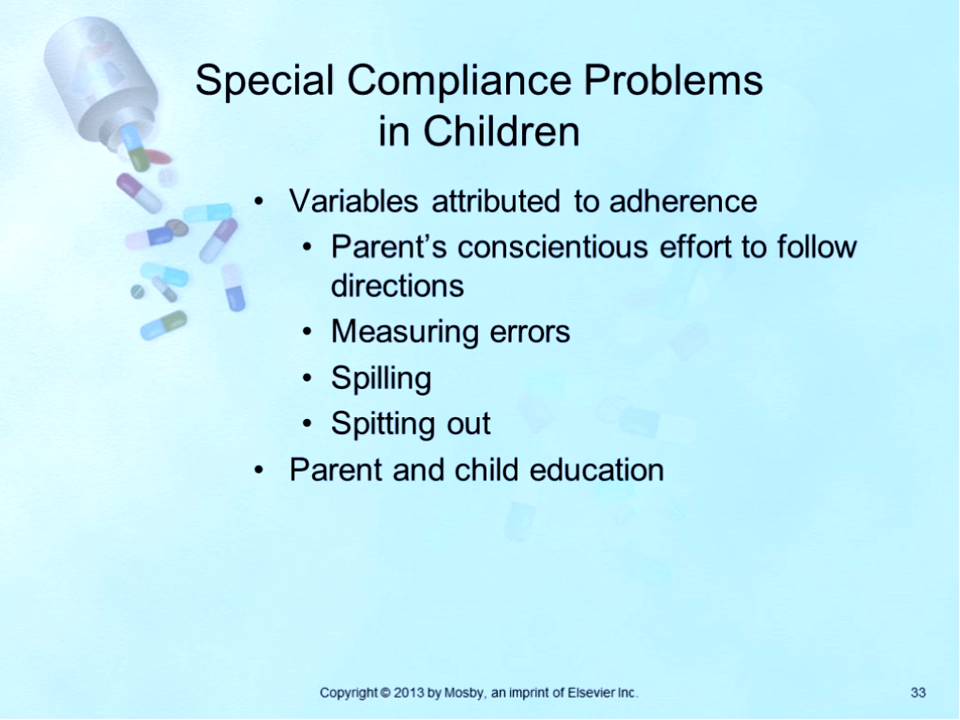 Special Compliance Problems
in Children
• Variables attributed to adherence
• Parent’s conscientious effort to follow
directions
• Measuring errors
• Spilling
• Spitting out
• Parent and child education
Copyright © 2013 by Mosby, an imprint of Elsevier Inc.
33